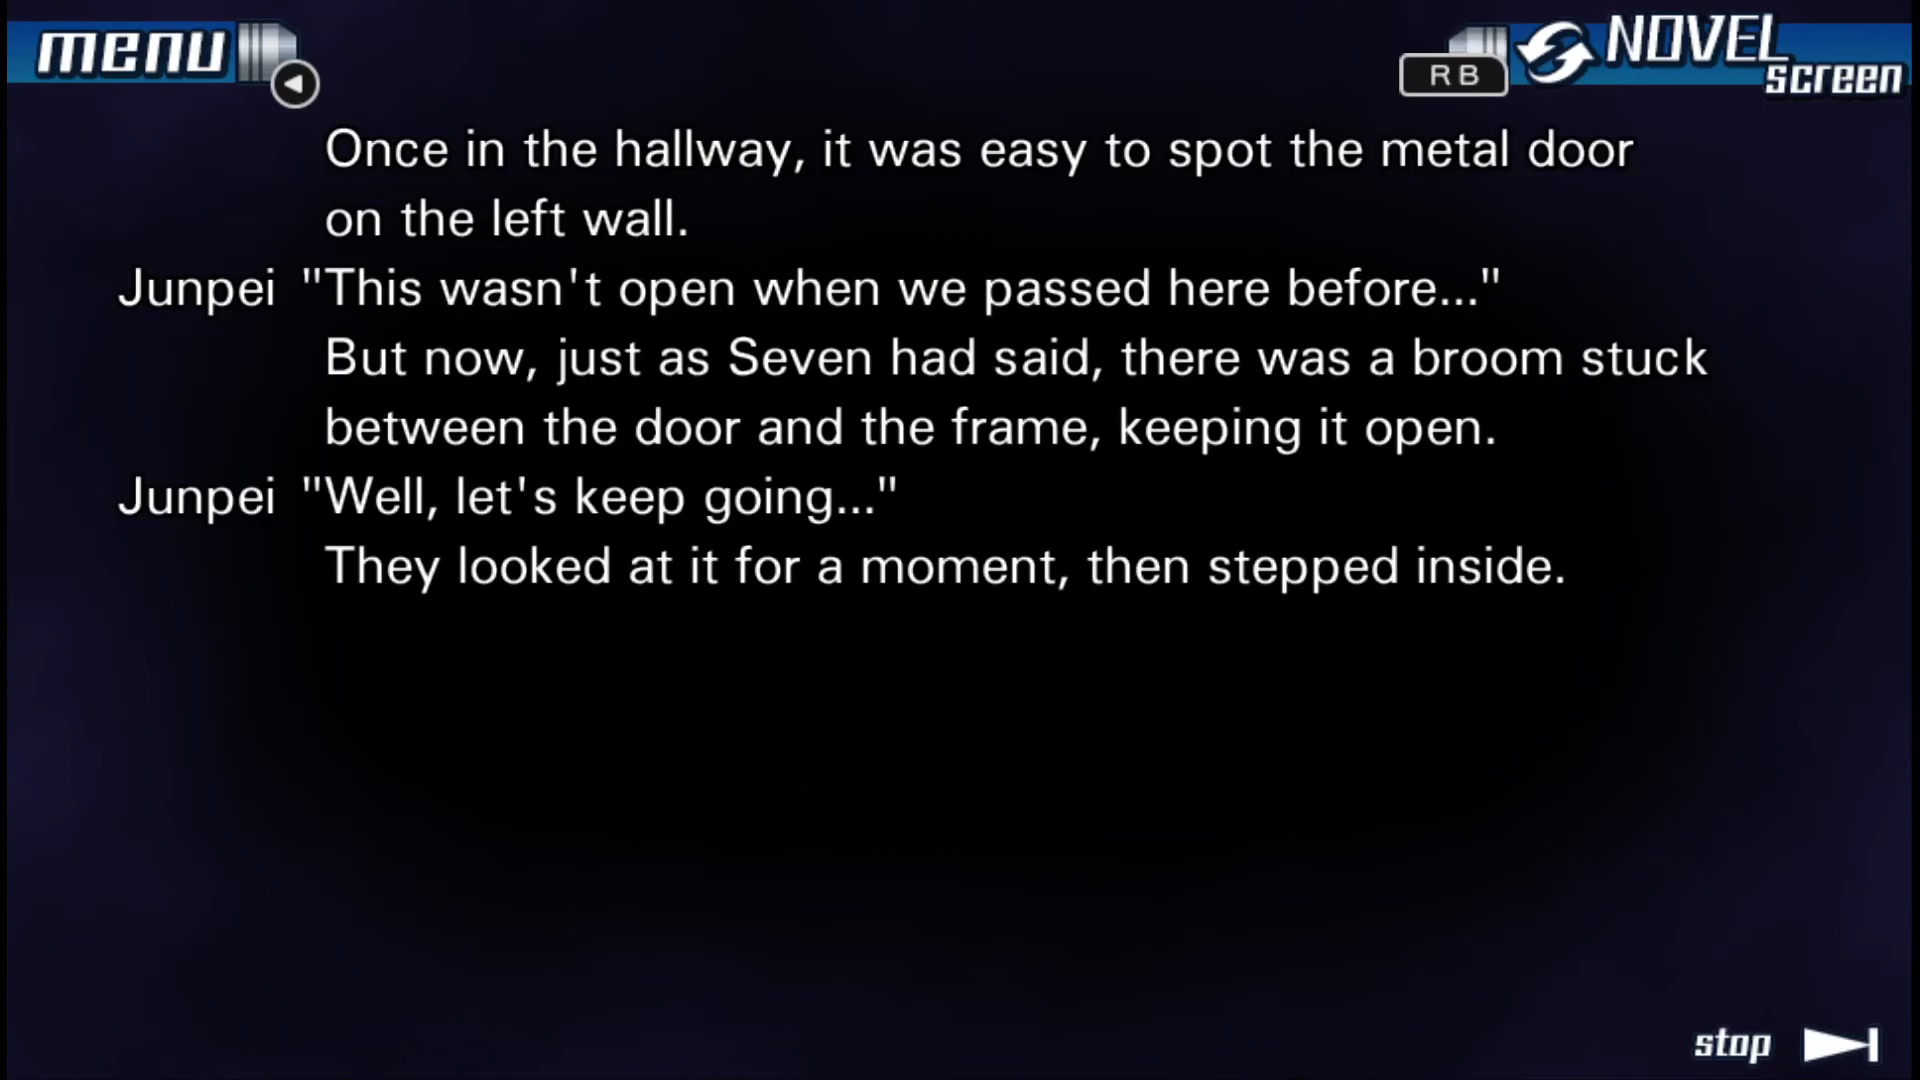 menu
RB
NOVEL
screen
Once in the hallway, it was easy to spot the metal door
on the left wall.
Junpei "This wasn't open when we passed here before..."
But now, just as Seven had said, there was a broom stuck
between the door and the frame, keeping it open.
Junpei "Well, let's keep going..."
They looked at it for a moment, then stepped inside.
stop